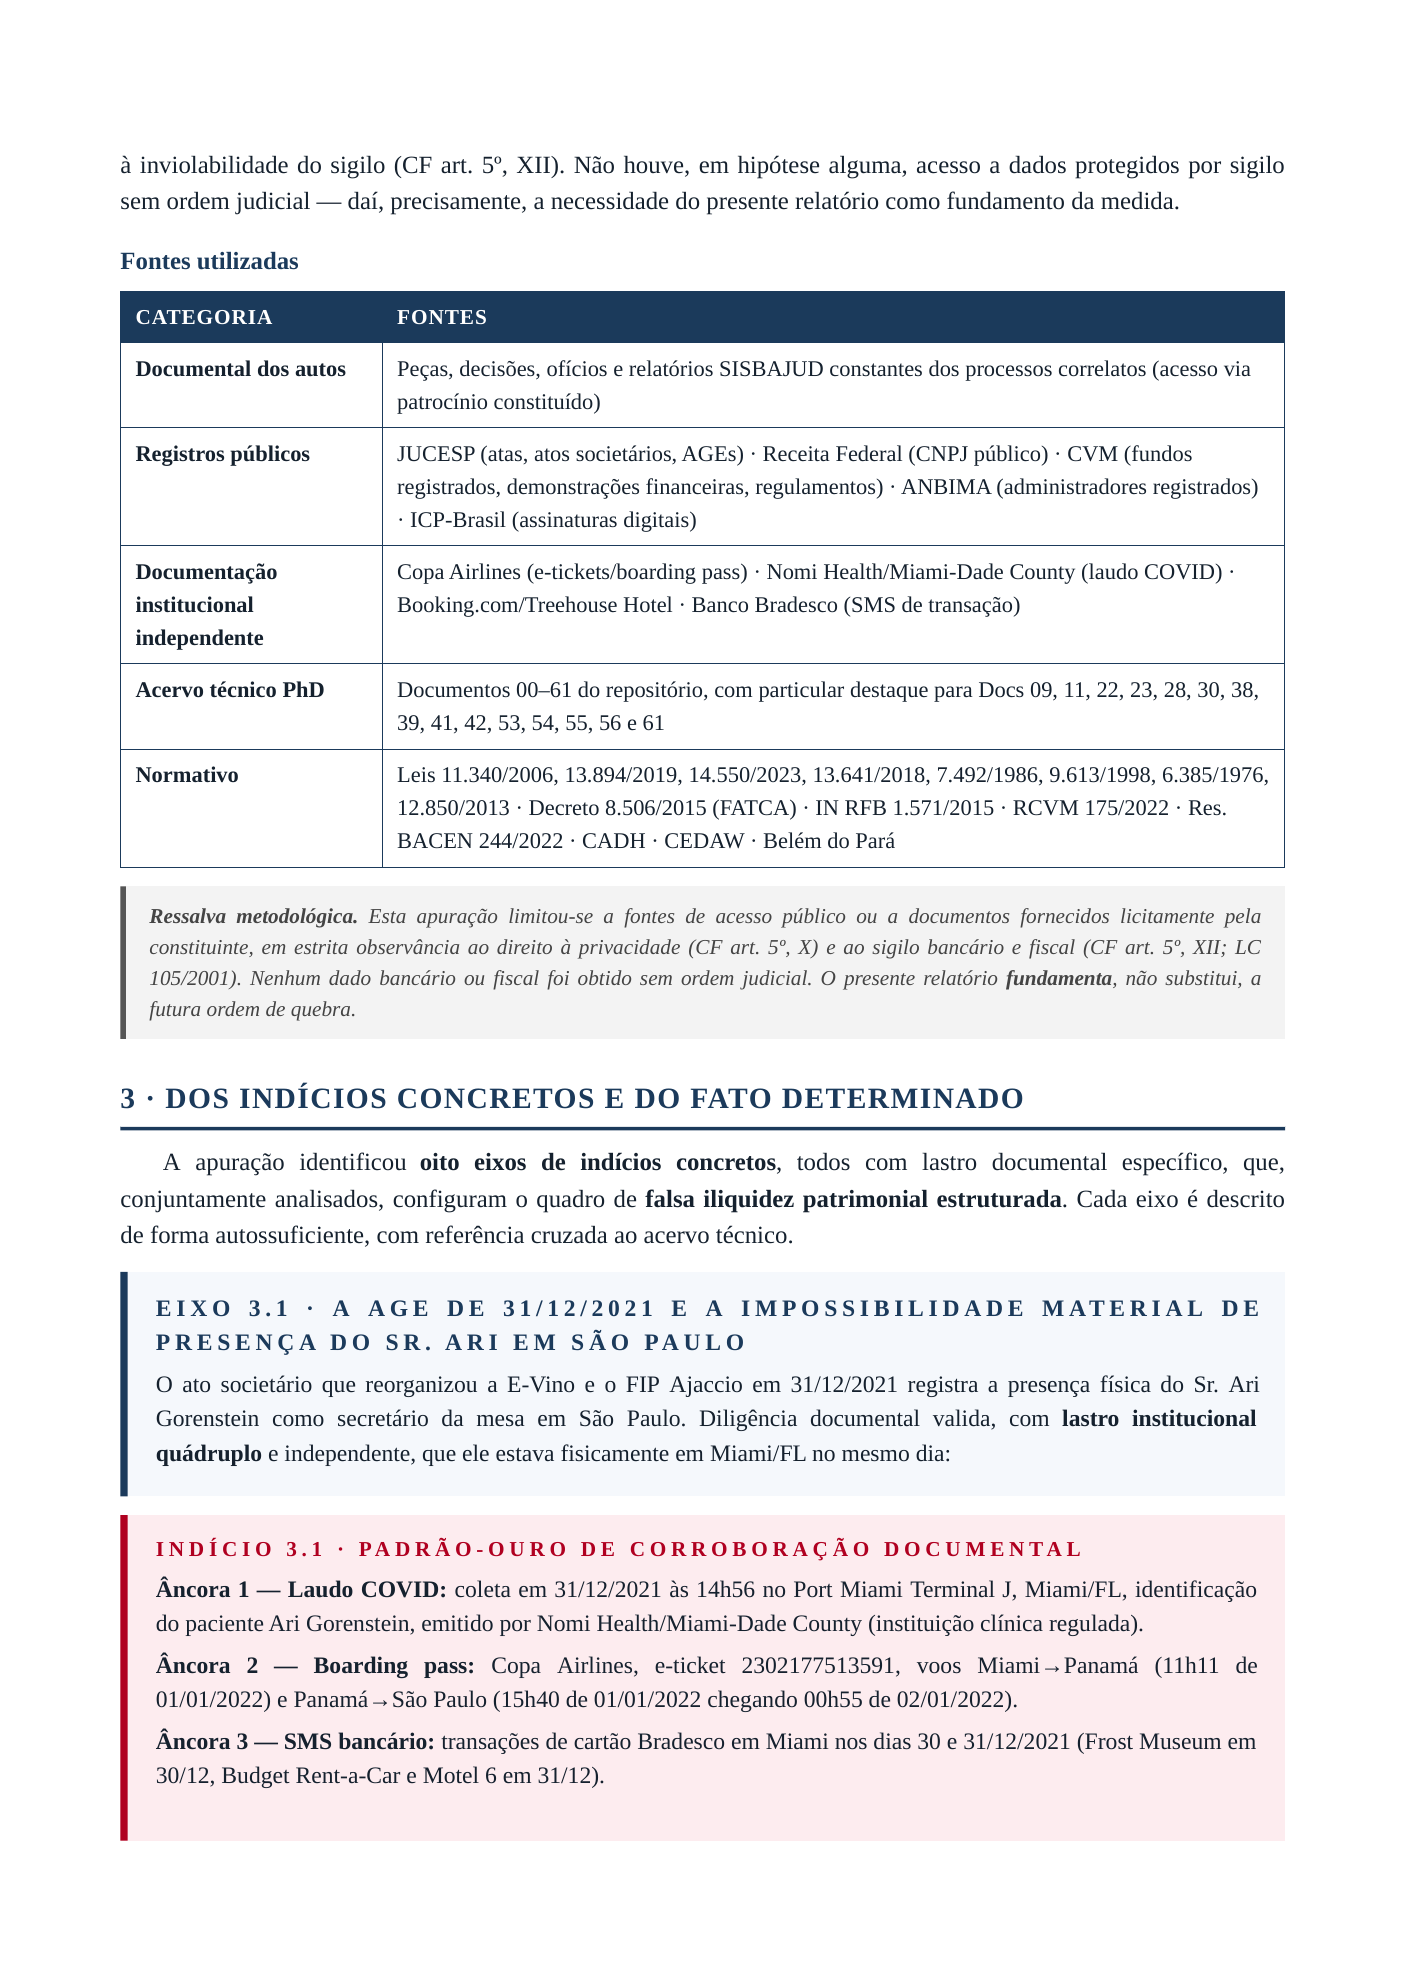 à inviolabilidade do sigilo (CF art. 5º, XII). Não houve, em hipótese alguma, acesso a dados protegidos por sigilo
sem ordem judicial — daí, precisamente, a necessidade do presente relatório como fundamento da medida.
Fontes utilizadas
CATEGORIA FONTES
Documental dos autos Peças, decisões, ofícios e relatórios SISBAJUD constantes dos processos correlatos (acesso via
patrocínio constituído)
Registros públicos JUCESP (atas, atos societários, AGEs) · Receita Federal (CNPJ público) · CVM (fundos
registrados, demonstrações financeiras, regulamentos) · ANBIMA (administradores registrados)
· ICP-Brasil (assinaturas digitais)
Documentação Copa Airlines (e-tickets/boarding pass) · Nomi Health/Miami-Dade County (laudo COVID) ·
institucional Booking.com/Treehouse Hotel · Banco Bradesco (SMS de transação)
independente
Acervo técnico PhD Documentos 00–61 do repositório, com particular destaque para Docs 09, 11, 22, 23, 28, 30, 38,
39, 41, 42, 53, 54, 55, 56 e 61
Normativo Leis 11.340/2006, 13.894/2019, 14.550/2023, 13.641/2018, 7.492/1986, 9.613/1998, 6.385/1976,
12.850/2013 · Decreto 8.506/2015 (FATCA) · IN RFB 1.571/2015 · RCVM 175/2022 · Res.
BACEN 244/2022 · CADH · CEDAW · Belém do Pará
Ressalva metodológica. Esta apuração limitou-se a fontes de acesso público ou a documentos fornecidos licitamente pela
constituinte, em estrita observância ao direito à privacidade (CF art. 5º, X) e ao sigilo bancário e fiscal (CF art. 5º, XII; LC
105/2001). Nenhum dado bancário ou fiscal foi obtido sem ordem judicial. O presente relatório fundamenta, não substitui, a
futura ordem de quebra.
3 · DOS INDÍCIOS CONCRETOS E DO FATO DETERMINADO
A apuração identificou oito eixos de indícios concretos, todos com lastro documental específico, que,
conjuntamente analisados, configuram o quadro de falsa iliquidez patrimonial estruturada. Cada eixo é descrito
de forma autossuficiente, com referência cruzada ao acervo técnico.
EIXO 3.1 · A AGE DE 31/12/2021 E A IMPOSSIBILIDADE MATERIAL DE
PRESENÇA DO SR. ARI EM SÃO PAULO
O ato societário que reorganizou a E-Vino e o FIP Ajaccio em 31/12/2021 registra a presença física do Sr. Ari
Gorenstein como secretário da mesa em São Paulo. Diligência documental valida, com lastro institucional
quádruplo e independente, que ele estava fisicamente em Miami/FL no mesmo dia:
INDÍCIO 3.1 · PADRÃO-OURO DE CORROBORAÇÃO DOCUMENTAL
Âncora 1 — Laudo COVID: coleta em 31/12/2021 às 14h56 no Port Miami Terminal J, Miami/FL, identificação
do paciente Ari Gorenstein, emitido por Nomi Health/Miami-Dade County (instituição clínica regulada).
Âncora 2 — Boarding pass: Copa Airlines, e-ticket 2302177513591, voos Miami→Panamá (11h11 de
01/01/2022) e Panamá→São Paulo (15h40 de 01/01/2022 chegando 00h55 de 02/01/2022).
Âncora 3 — SMS bancário: transações de cartão Bradesco em Miami nos dias 30 e 31/12/2021 (Frost Museum em
30/12, Budget Rent-a-Car e Motel 6 em 31/12).